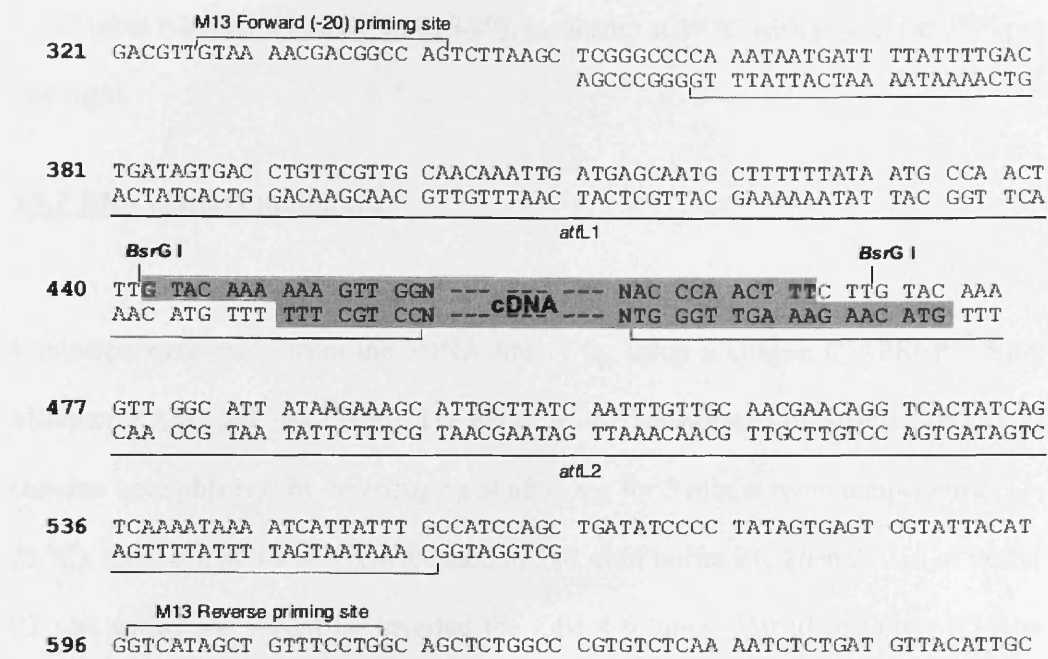 M13 Forward (-20) priming site
321 GACGTTGTAA AACGACGGCC AGTCTTAAGC TCGGGCCCCA AATAATGATT TTATTTTGAC
AGCCCGGGGT TTATTACTAA AATAAAACTG
381 TGATAGTGAC CTGTTCGTTG CAACAAATTG ATGAGCAATG CTTTTTTATA ATG CCA ACT
ACTATCACTG GACAAGCAAC GTTGTTTAAC TACTCGTTAC GAAAAAATAT TAC GGT TCA
attL1
BsrG I BsrG I
440 TTG TAC AAA AAA GTT GGN --- --- --- NAC CCA ACT TTC TTG TAC AAA
AAC ATG TTT TTT CGT CCN --- cDNA --- NTG GGT TGA AAG AAC ATG TTT
477 GTT GGC ATT ATAAGAAAGC ATTGCTTATC AATTTGTTGC AACGAACAGG TCACTATCAG
CAA CCG TAA TATTCTTTCG TAACGAATAG TTAAACAACG TTGCTTGTCC AGTGATAGTC
attL2
536 TCAAAATAAA ATCATTATTT GCCATCCAGC TGATATCCCC TATAGTGAGT CGTATTACAT
AGTTTTATTT TAGTAATAAA CGGTAGGTCG
M13 Reverse priming site
596 GGTCATAGCT GTTTCCTGGC AGCTCTGGCC CGTGTCTCAA AATCTCTGAT GTTACATTGC